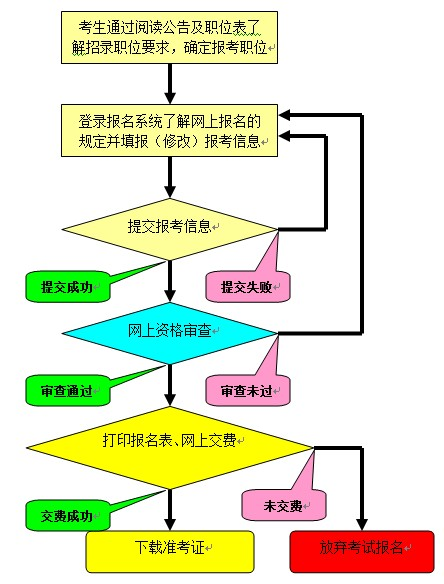 考生通过阅读公告及职位表了
解招录职位要求，确定报考职位
登录报名系统了解网上报名的
规定并填报（修改）报考信息
提交报考信息
提交成功
提交失败
网上资格审查
审查通过
审查未过
打印报名表、网上交费
交费成功
未交费
下载准考证
放弃考试报名